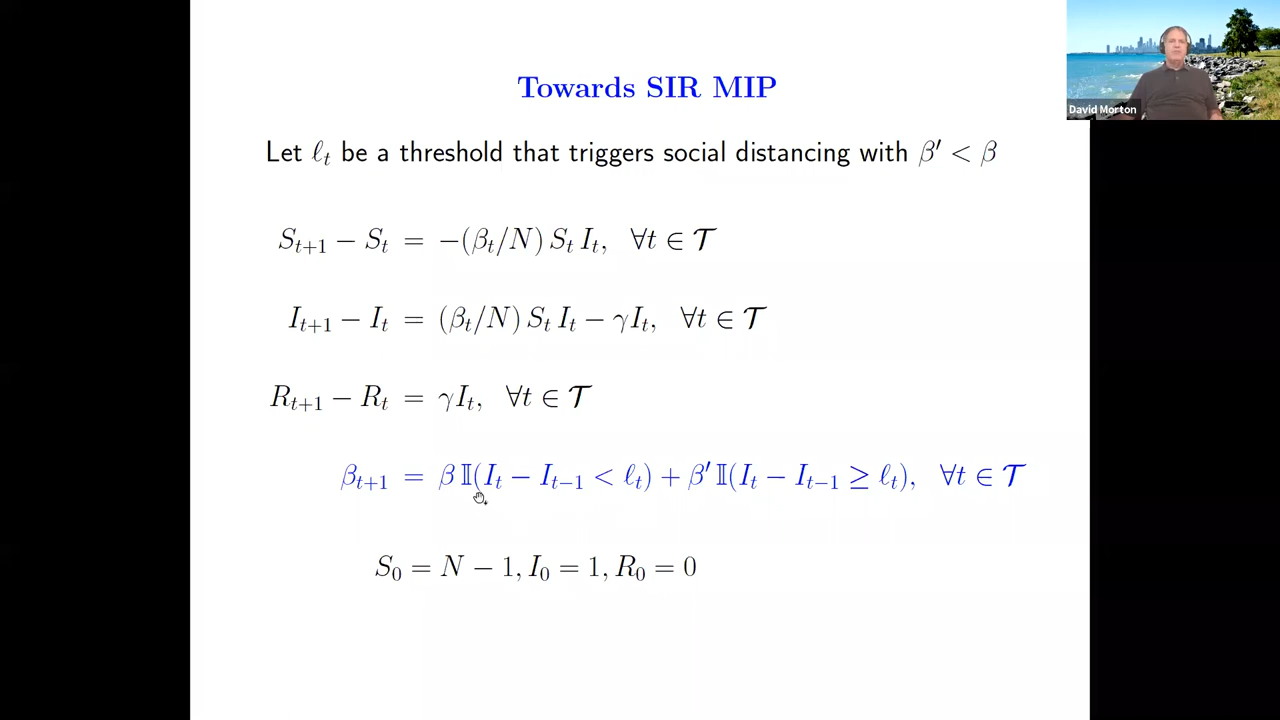 Towards SIR MIP
David Morton
Let ℓ_t be a threshold that triggers social distancing with β′ < β
S_{t+1} − S_t = −(β_t/N) S_t I_t, ∀t ∈ 𝒯
I_{t+1} − I_t = (β_t/N) S_t I_t − γI_t, ∀t ∈ 𝒯
R_{t+1} − R_t = γI_t, ∀t ∈ 𝒯
β_{t+1} = β 𝕀(I_t − I_{t−1} < ℓ_t) + β′ 𝕀(I_t − I_{t−1} ≥ ℓ_t), ∀t ∈ 𝒯
S_0 = N − 1, I_0 = 1, R_0 = 0